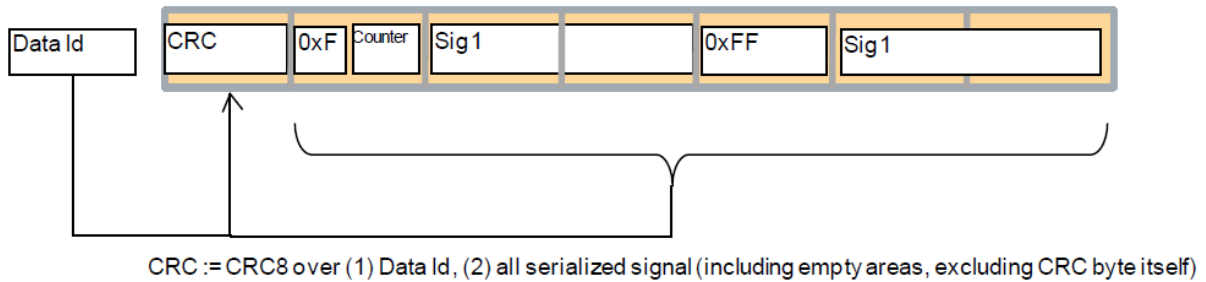 Data Id CRC 0xF Counter Sig1 0xFF Sig1
CRC := CRC8 over (1) Data Id, (2) all serialized signal (including empty areas, excluding CRC byte itself)